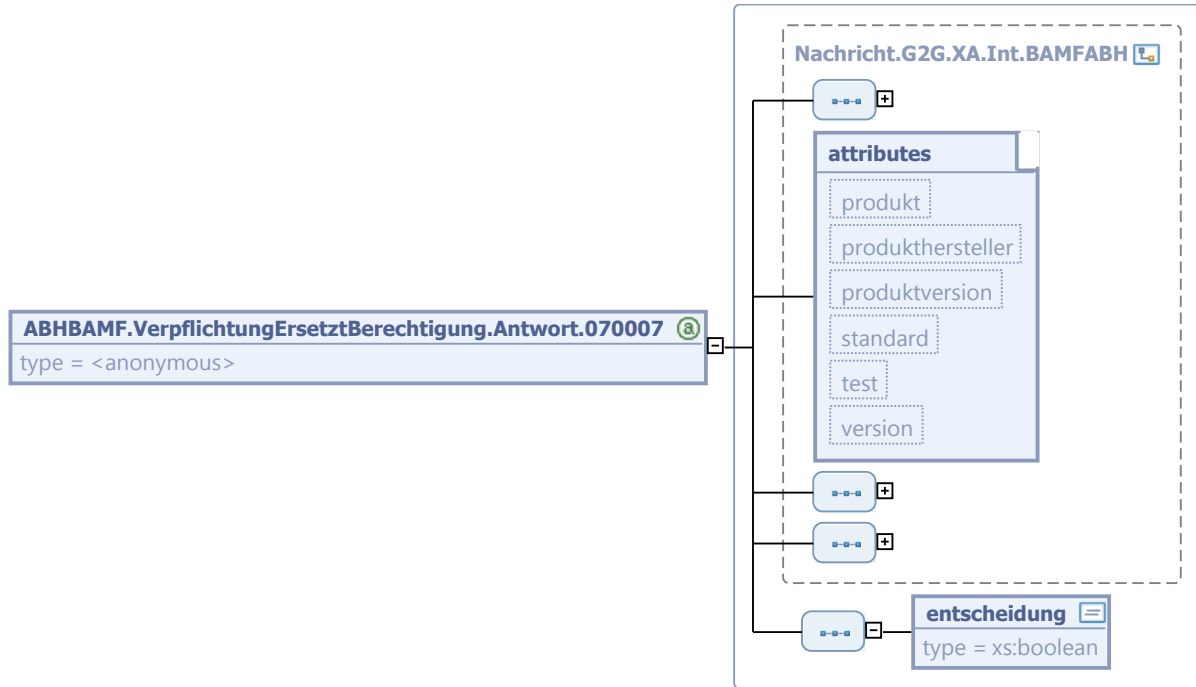 Nachricht.G2G.XA.Int.BAMFABH
attributes
produkt
produkthersteller
produktversion
standard
test
version
ABHBAMF.VerpflichtungErsetztBerechtigung.Antwort.070007 a
type = <anonymous>
entscheidung
type = xs:boolean